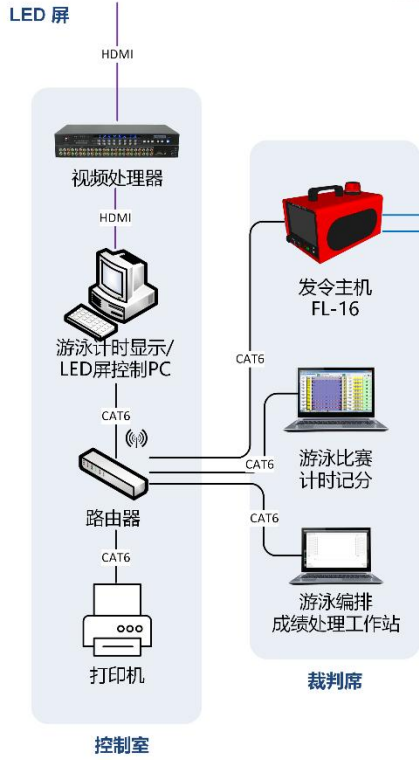 LED 屏
HDMI
视频处理器
HDMI
游泳计时显示/
LED屏控制PC
CAT6
路由器
CAT6
打印机
控制室
发令主机
FL-16
CAT6
游泳比赛
计时记分
CAT6
游泳编排
成绩处理工作站
CAT6
裁判席